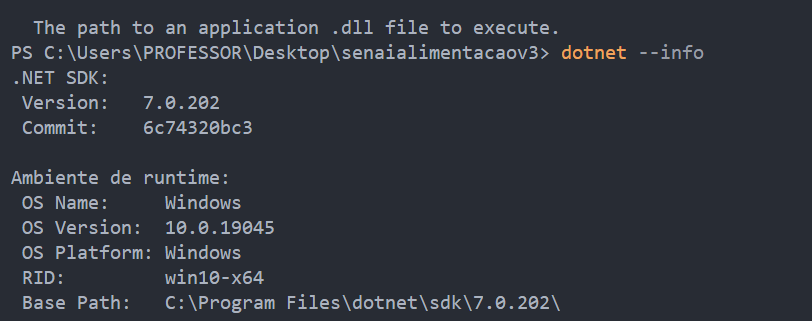 The path to an application .dll file to execute.
PS C:\Users\PROFESSOR\Desktop\senaialimentacaov3> dotnet --info
.NET SDK:
Version:   7.0.202
Commit:    6c74320bc3
Ambiente de runtime:
OS Name:     Windows
OS Version:  10.0.19045
OS Platform: Windows
RID:         win10-x64
Base Path:   C:\Program Files\dotnet\sdk\7.0.202\